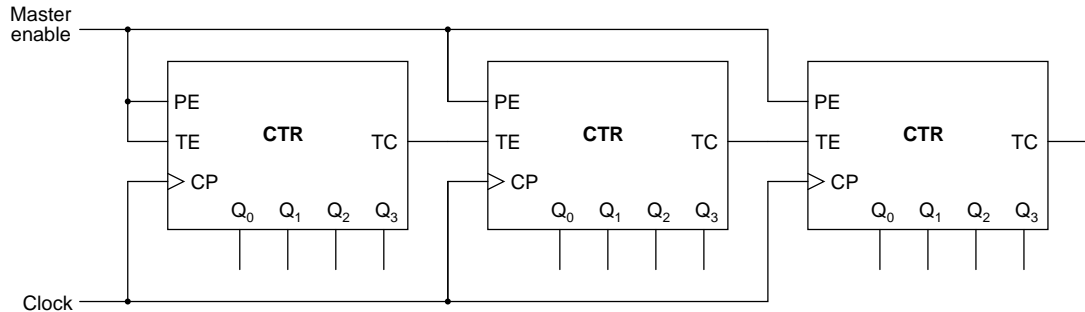 Master
enable
PE
PE
PE
TE
CTR
TC
TE
CTR
TC
TE
CTR
TC
CP
CP
CP
Q₀ Q₁ Q₂ Q₃
Q₀ Q₁ Q₂ Q₃
Q₀ Q₁ Q₂ Q₃
Clock